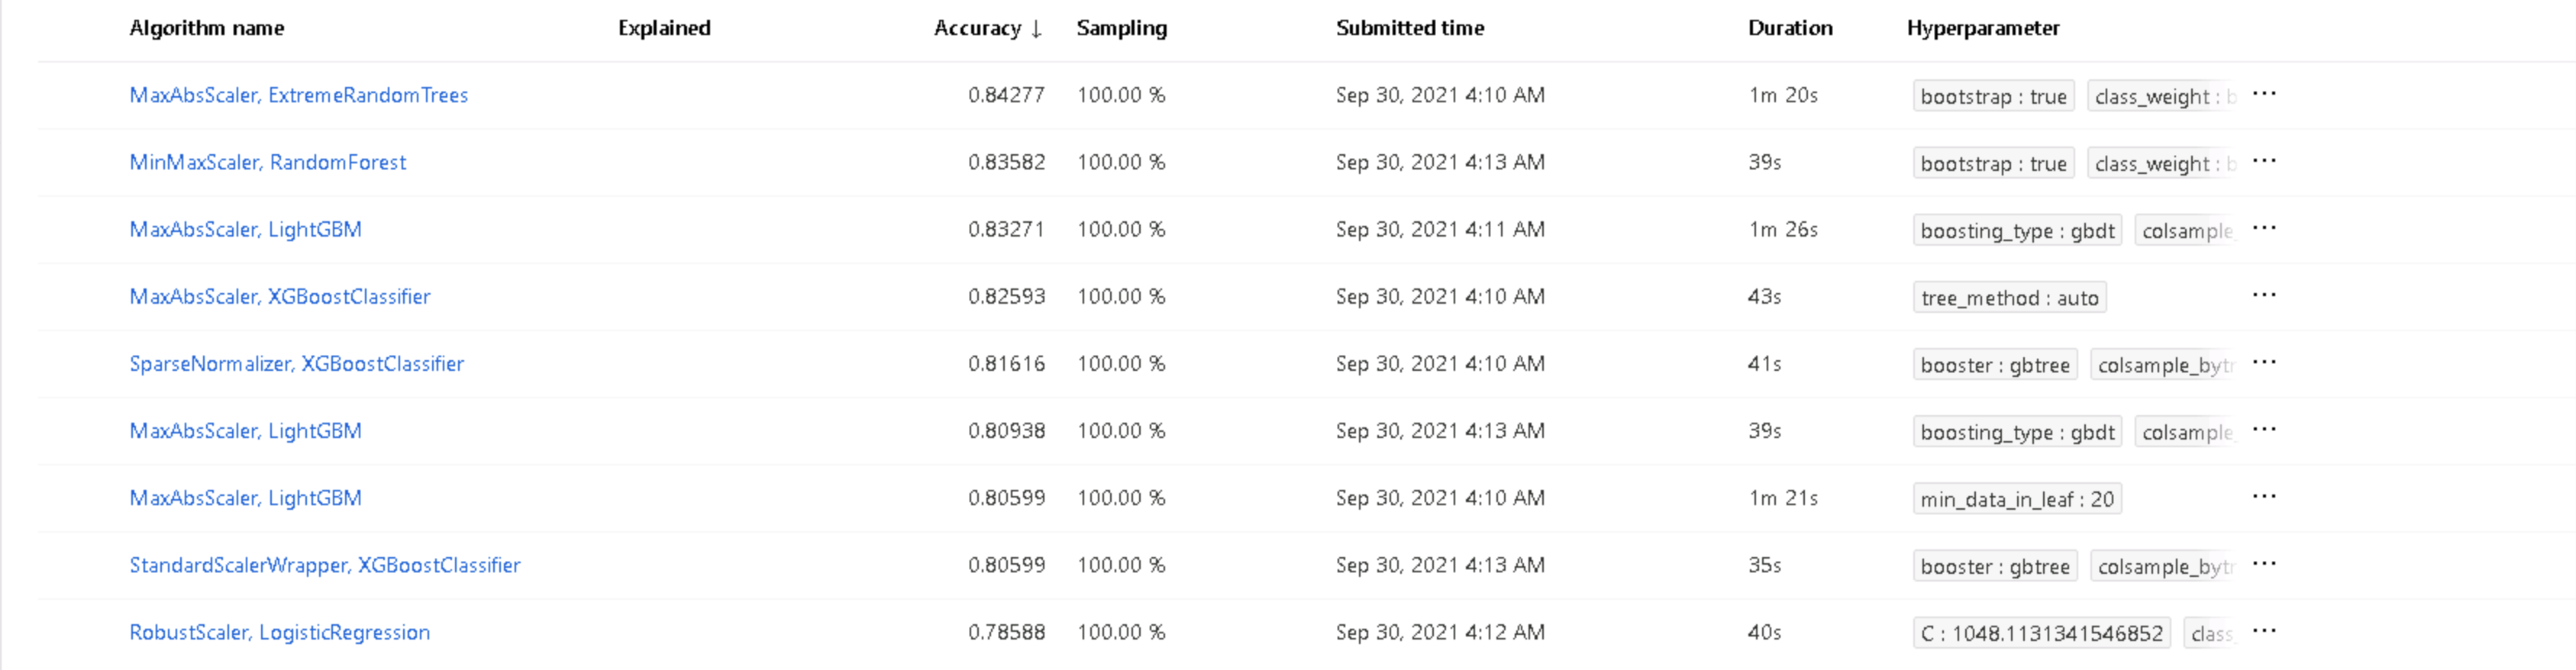 Algorithm name Explained Accuracy ↓ Sampling Submitted time Duration Hyperparameter
MaxAbsScaler, ExtremeRandomTrees 0.84277 100.00 % Sep 30, 2021 4:10 AM 1m 20s bootstrap : true class_weight : b ...
MinMaxScaler, RandomForest 0.83582 100.00 % Sep 30, 2021 4:13 AM 39s bootstrap : true class_weight : b ...
MaxAbsScaler, LightGBM 0.83271 100.00 % Sep 30, 2021 4:11 AM 1m 26s boosting_type : gbdt colsample_ ...
MaxAbsScaler, XGBoostClassifier 0.82593 100.00 % Sep 30, 2021 4:10 AM 43s tree_method : auto ...
SparseNormalizer, XGBoostClassifier 0.81616 100.00 % Sep 30, 2021 4:10 AM 41s booster : gbtree colsample_bytr ...
MaxAbsScaler, LightGBM 0.80938 100.00 % Sep 30, 2021 4:13 AM 39s boosting_type : gbdt colsample_ ...
MaxAbsScaler, LightGBM 0.80599 100.00 % Sep 30, 2021 4:10 AM 1m 21s min_data_in_leaf : 20 ...
StandardScalerWrapper, XGBoostClassifier 0.80599 100.00 % Sep 30, 2021 4:13 AM 35s booster : gbtree colsample_bytr ...
RobustScaler, LogisticRegression 0.78588 100.00 % Sep 30, 2021 4:12 AM 40s C : 1048.1131341546852 class_ ...